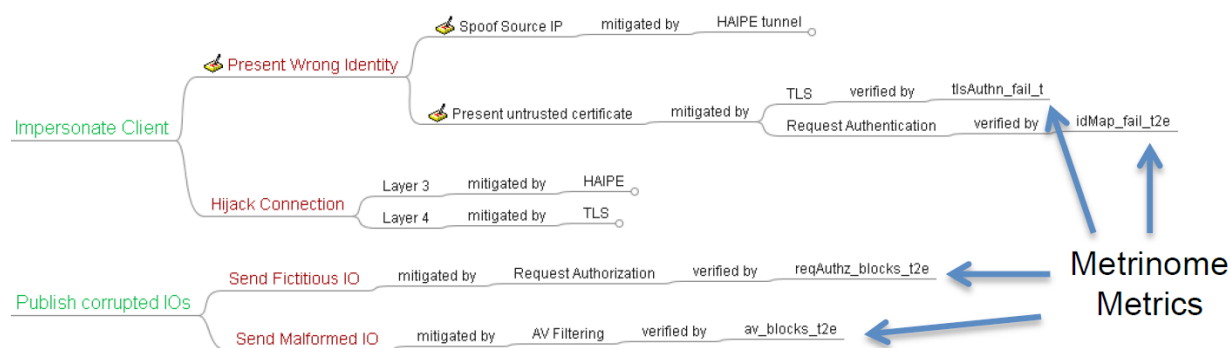 Spoof Source IP mitigated by HAIPE tunnel
Present Wrong Identity
Present untrusted certificate mitigated by TLS verified by tlsAuthn_fail_t
Request Authentication verified by idMap_fail_t2e
Impersonate Client
Layer 3 mitigated by HAIPE
Hijack Connection
Layer 4 mitigated by TLS
Send Fictitious IO mitigated by Request Authorization verified by reqAuthz_blocks_t2e
Publish corrupted IOs
Send Malformed IO mitigated by AV Filtering verified by av_blocks_t2e
Metrinome
Metrics